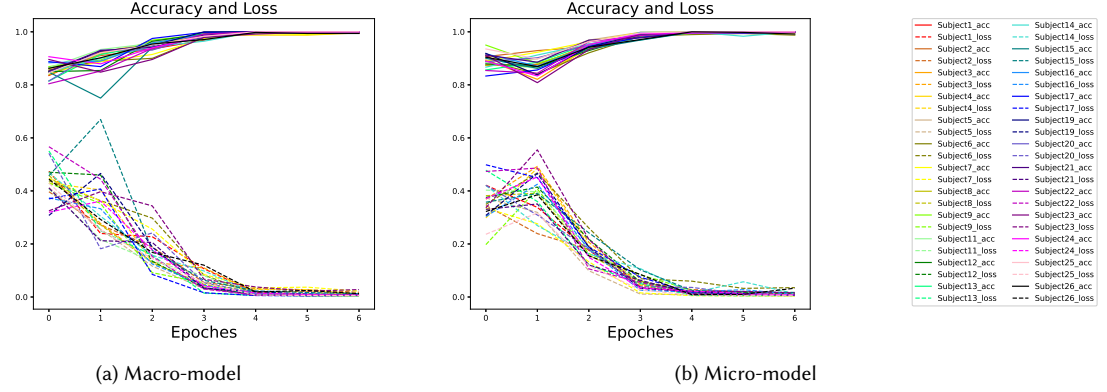 Accuracy and Loss
1.0
0.8
0.6
0.4
0.2
0.0
0 1 2 3 4 5 6
Epoches
(a) Macro-model
Accuracy and Loss
1.0
0.8
0.6
0.4
0.2
0.0
0 1 2 3 4 5 6
Epoches
(b) Micro-model
Subject1_acc
Subject1_loss
Subject2_acc
Subject2_loss
Subject3_acc
Subject3_loss
Subject4_acc
Subject4_loss
Subject5_acc
Subject5_loss
Subject6_acc
Subject6_loss
Subject7_acc
Subject7_loss
Subject8_acc
Subject8_loss
Subject9_acc
Subject9_loss
Subject11_acc
Subject11_loss
Subject12_acc
Subject12_loss
Subject13_acc
Subject13_loss
Subject14_acc
Subject14_loss
Subject15_acc
Subject15_loss
Subject16_acc
Subject16_loss
Subject17_acc
Subject17_loss
Subject19_acc
Subject19_loss
Subject20_acc
Subject20_loss
Subject21_acc
Subject21_loss
Subject22_acc
Subject22_loss
Subject23_acc
Subject23_loss
Subject24_acc
Subject24_loss
Subject25_acc
Subject25_loss
Subject26_acc
Subject26_loss